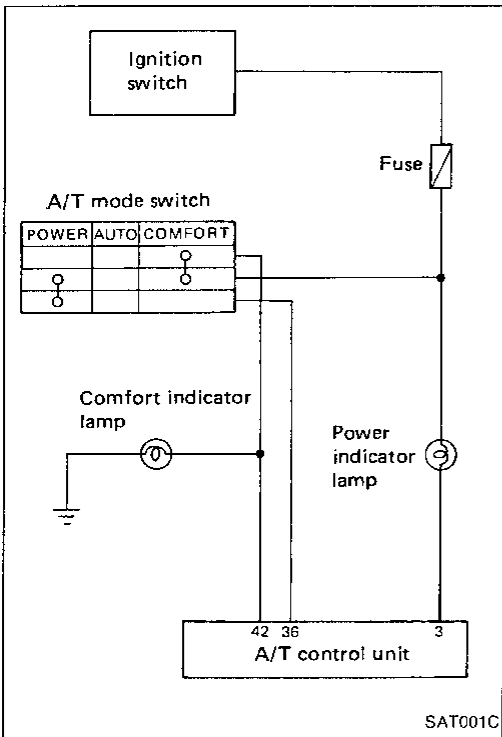 Ignition
switch
Fuse
A/T mode switch
POWER AUTO COMFORT
Comfort indicator
lamp
Power
indicator
lamp
42 36 3
A/T control unit
SAT001C